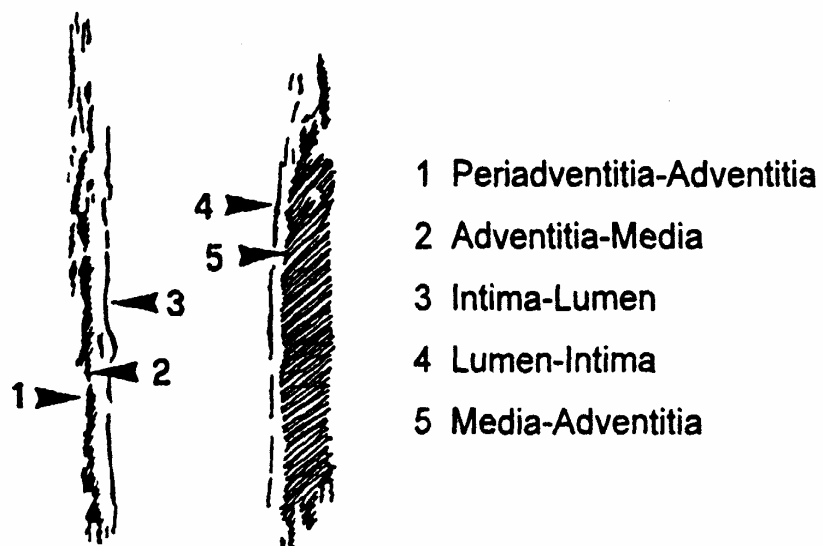 4
5
3
2
1
1 Periadventitia-Adventitia
2 Adventitia-Media
3 Intima-Lumen
4 Lumen-Intima
5 Media-Adventitia